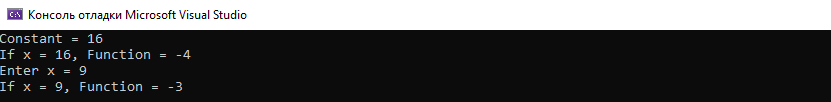 Консоль отладки Microsoft Visual Studio
Constant = 16
If x = 16, Function = -4
Enter x = 9
If x = 9, Function = -3